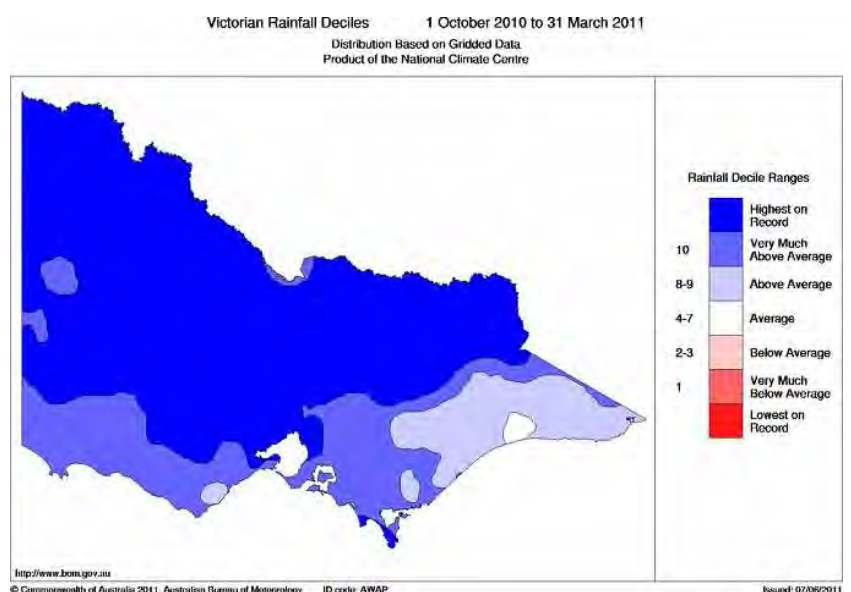 Victorian Rainfall Deciles 1 October 2010 to 31 March 2011
Distribution Based on Gridded Data
Product of the National Climate Centre
Rainfall Decile Ranges
Highest on
Record
10 Very Much
Above Average
8-9 Above Average
4-7 Average
2-3 Below Average
1 Very Much
Below Average
Lowest on
Record
http://www.bom.gov.au
© Commonwealth of Australia 2011, Australian Bureau of Meteorology ID code: AWAP Issued: 07/06/2011